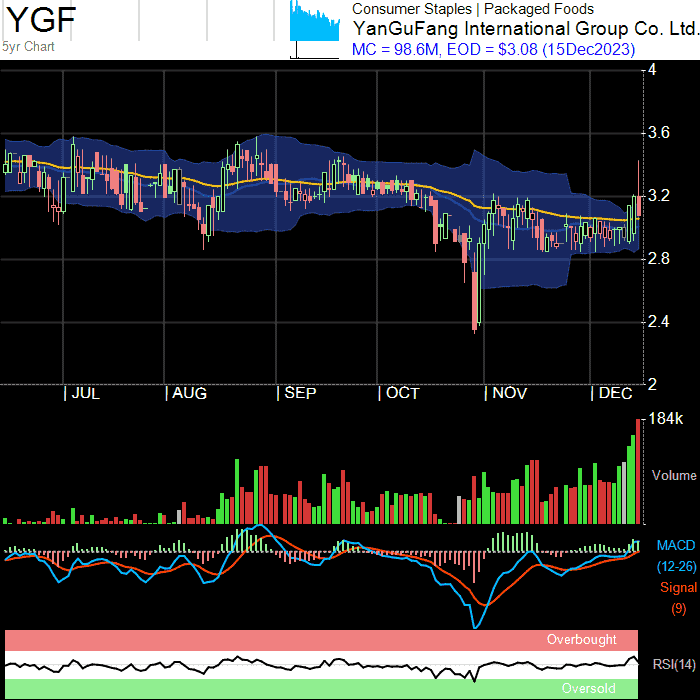 YGF
5yr Chart
Consumer Staples | Packaged Foods
YanGuFang International Group Co. Ltd.
MC = 98.6M, EOD = $3.08 (15Dec2023)
4
3.6
3.2
2.8
2.4
2
| JUL | AUG | SEP | OCT | NOV | DEC
184k
Volume
MACD
(12-26)
Signal
(9)
Overbought
RSI(14)
Oversold